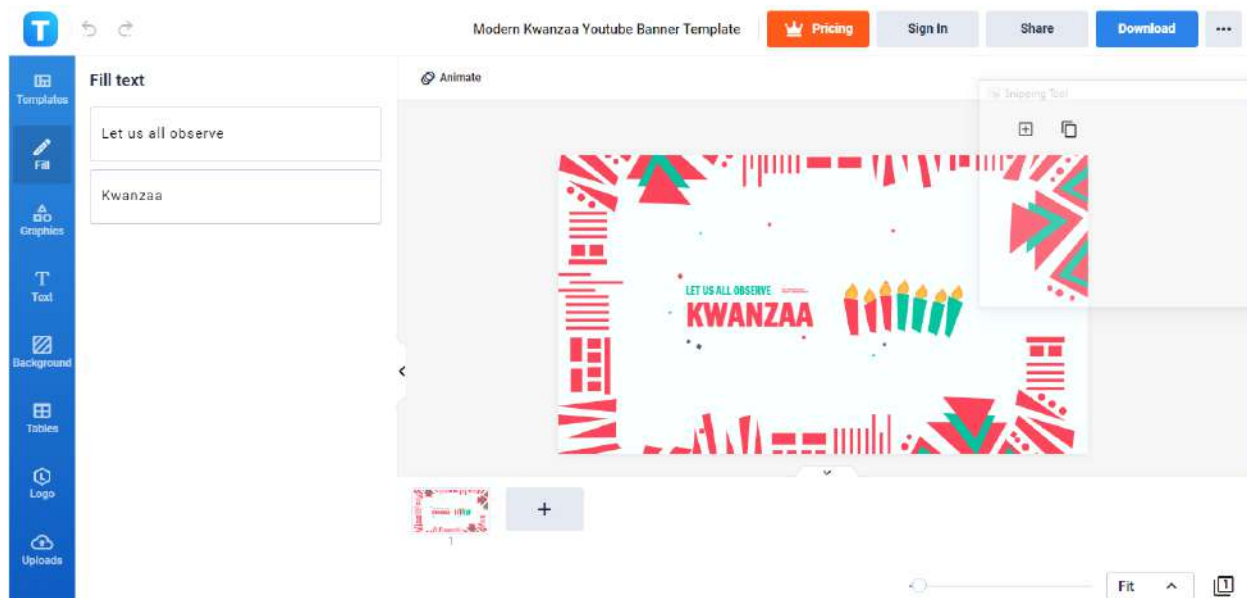 T
Modern Kwanzaa Youtube Banner Template
Pricing
Sign In
Share
Download
Templates
Fill
Graphics
Text
Background
Tables
Logo
Uploads
Fill text
Let us all observe
Kwanzaa
Animate
Snipping Tool
LET US ALL OBSERVE
KWANZAA
1
Fit
1